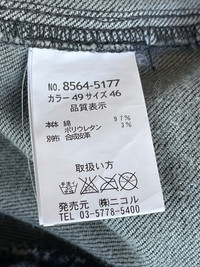 NO. 8564-5177
カラー 49 サイズ 46
品質表示
本体 綿 97%
ポリウレタン 3%
別布 合成皮革
取扱い方
発売元 (株)ニコル
TEL 03-5778-5400